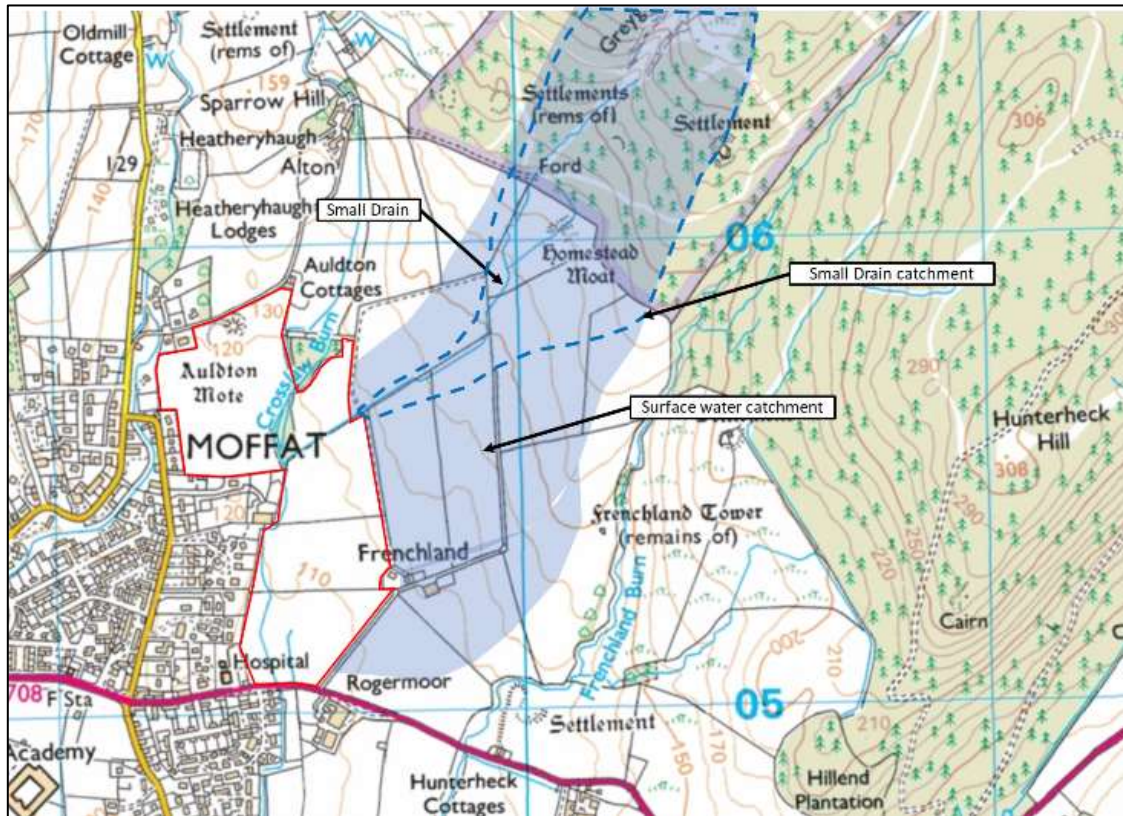 Oldmill
Cottage
Settlement
(rems of)
W
W
Greyg
170
159
Sparrow Hill
Settlements
(rems of)
Settlement
306
Heatheryhaugh
Alton
Ford
129
140
Heatheryhaugh
Lodges
Small Drain
06
Homestead
Moat
Small Drain catchment
Auldton
Cottages
130
120
Auldton
Mote
Crosslaw Burn
290
Surface water catchment
MOFFAT
Hunterheck
Hill
308
290
120
Frenchland Tower
(remains of)
260
220
Frenchland
110
Frenchland Burn
Cairn
200
210
Hospital
708
F Sta
Rogermoor
05
Settlement
210
Academy
150
170
Hunterheck
Cottages
Hillend
Plantation